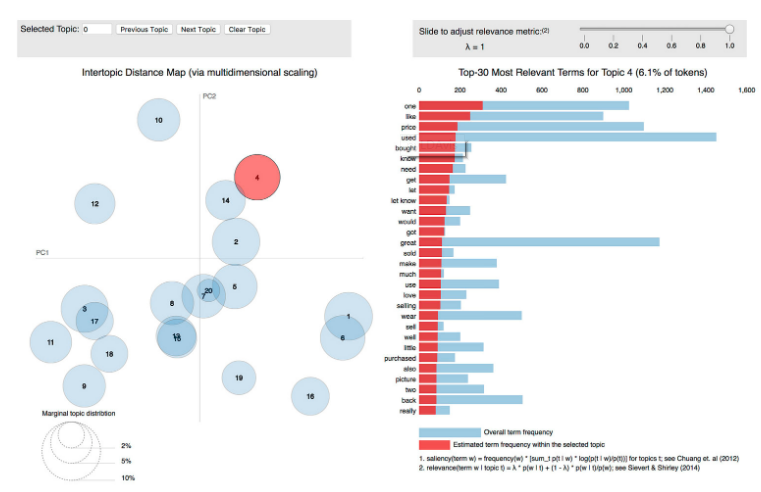 Selected Topic: 0 Previous Topic Next Topic Clear Topic
Slide to adjust relevance metric:(2)
λ = 1
0.0 0.2 0.4 0.6 0.8 1.0
Intertopic Distance Map (via multidimensional scaling)
PC2
PC1
10
4
12
14
2
5
20
7
8
3
17
1
6
11
18
9
19
16
Marginal topic distribtion
2%
5%
10%
Top-30 Most Relevant Terms for Topic 4 (6.1% of tokens)
0 200 400 600 800 1,000 1,200 1,400 1,600
one
like
price
used
bought
know
need
get
let
let know
want
would
got
great
sold
make
much
use
love
selling
wear
sell
well
little
purchased
also
picture
two
back
really
Overall term frequency
Estimated term frequency within the selected topic
1. saliency(term w) = frequency(w) * [sum_t p(t | w) * log(p(t | w)/p(t))] for topics t; see Chuang et. al (2012)
2. relevance(term w | topic t) = λ * p(w | t) + (1 - λ) * p(w | t)/p(w); see Sievert & Shirley (2014)